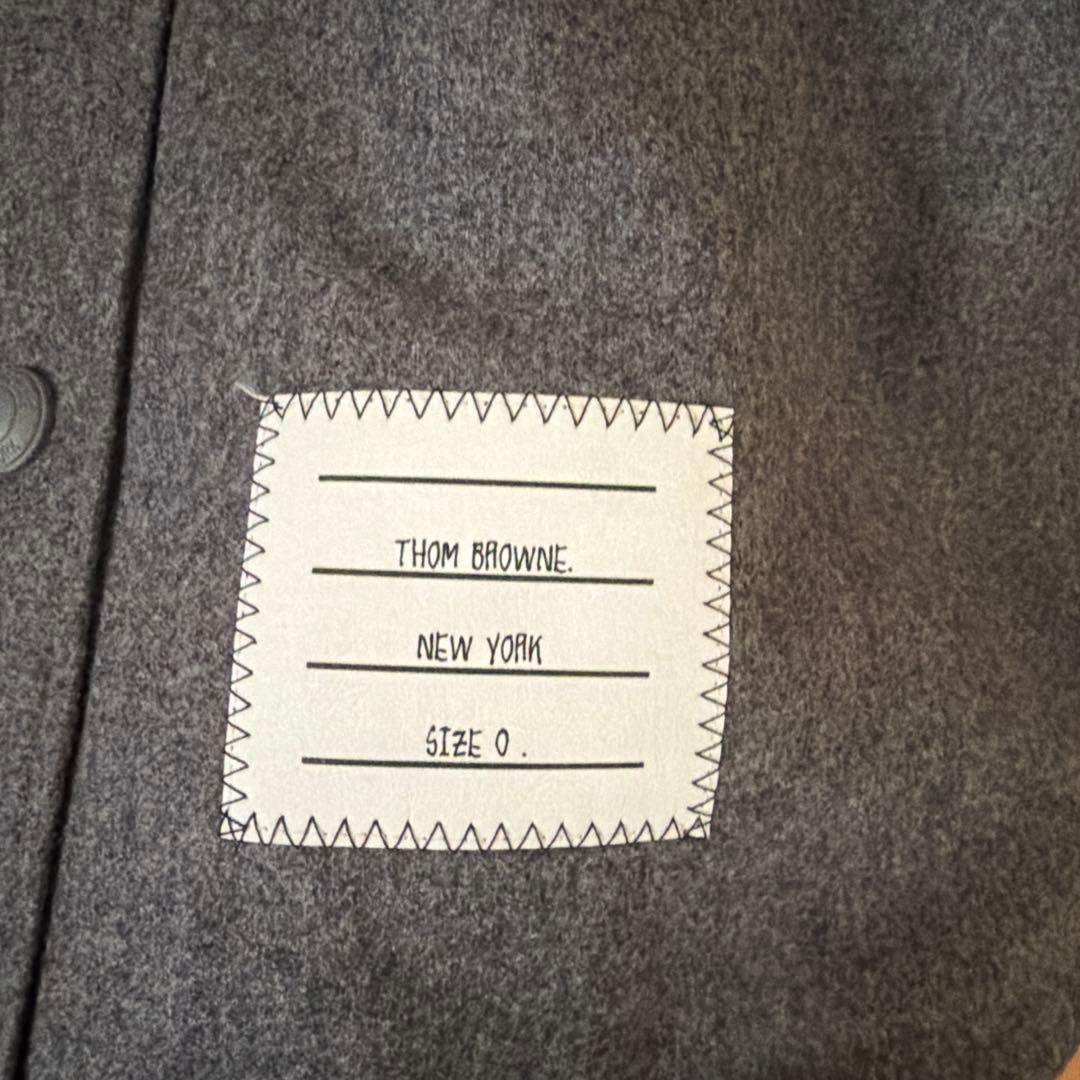 THOM BROWNE.
NEW YORK
SIZE 0 .